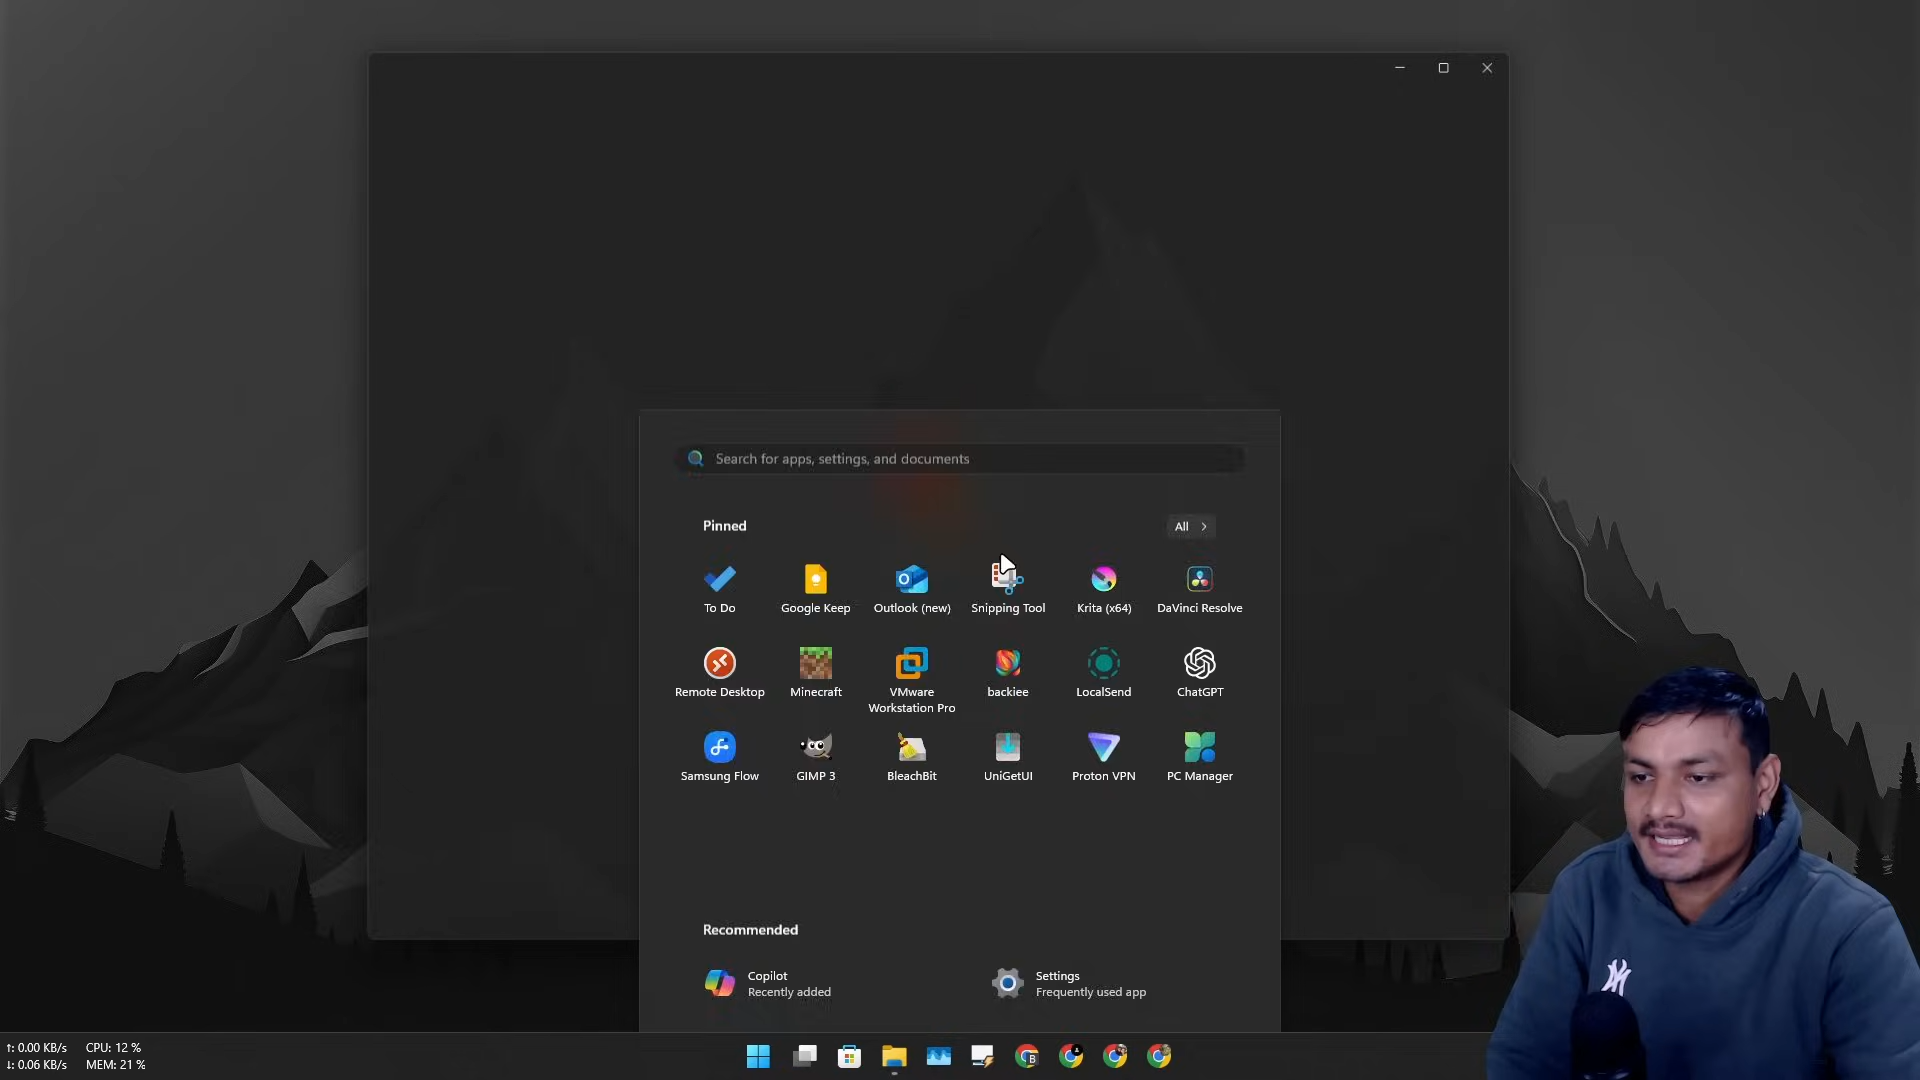 Search for apps, settings, and documents
Pinned
All
To Do
Google Keep
Outlook (new)
Snipping Tool
Krita (x64)
DaVinci Resolve
Remote Desktop
Minecraft
VMware
Workstation Pro
backiee
LocalSend
ChatGPT
Samsung Flow
GIMP 3
BleachBit
UniGetUI
Proton VPN
PC Manager
Recommended
Copilot
Recently added
Settings
Frequently used app
↑: 0.00 KB/s CPU: 12 %
↓: 0.06 KB/s MEM: 21 %